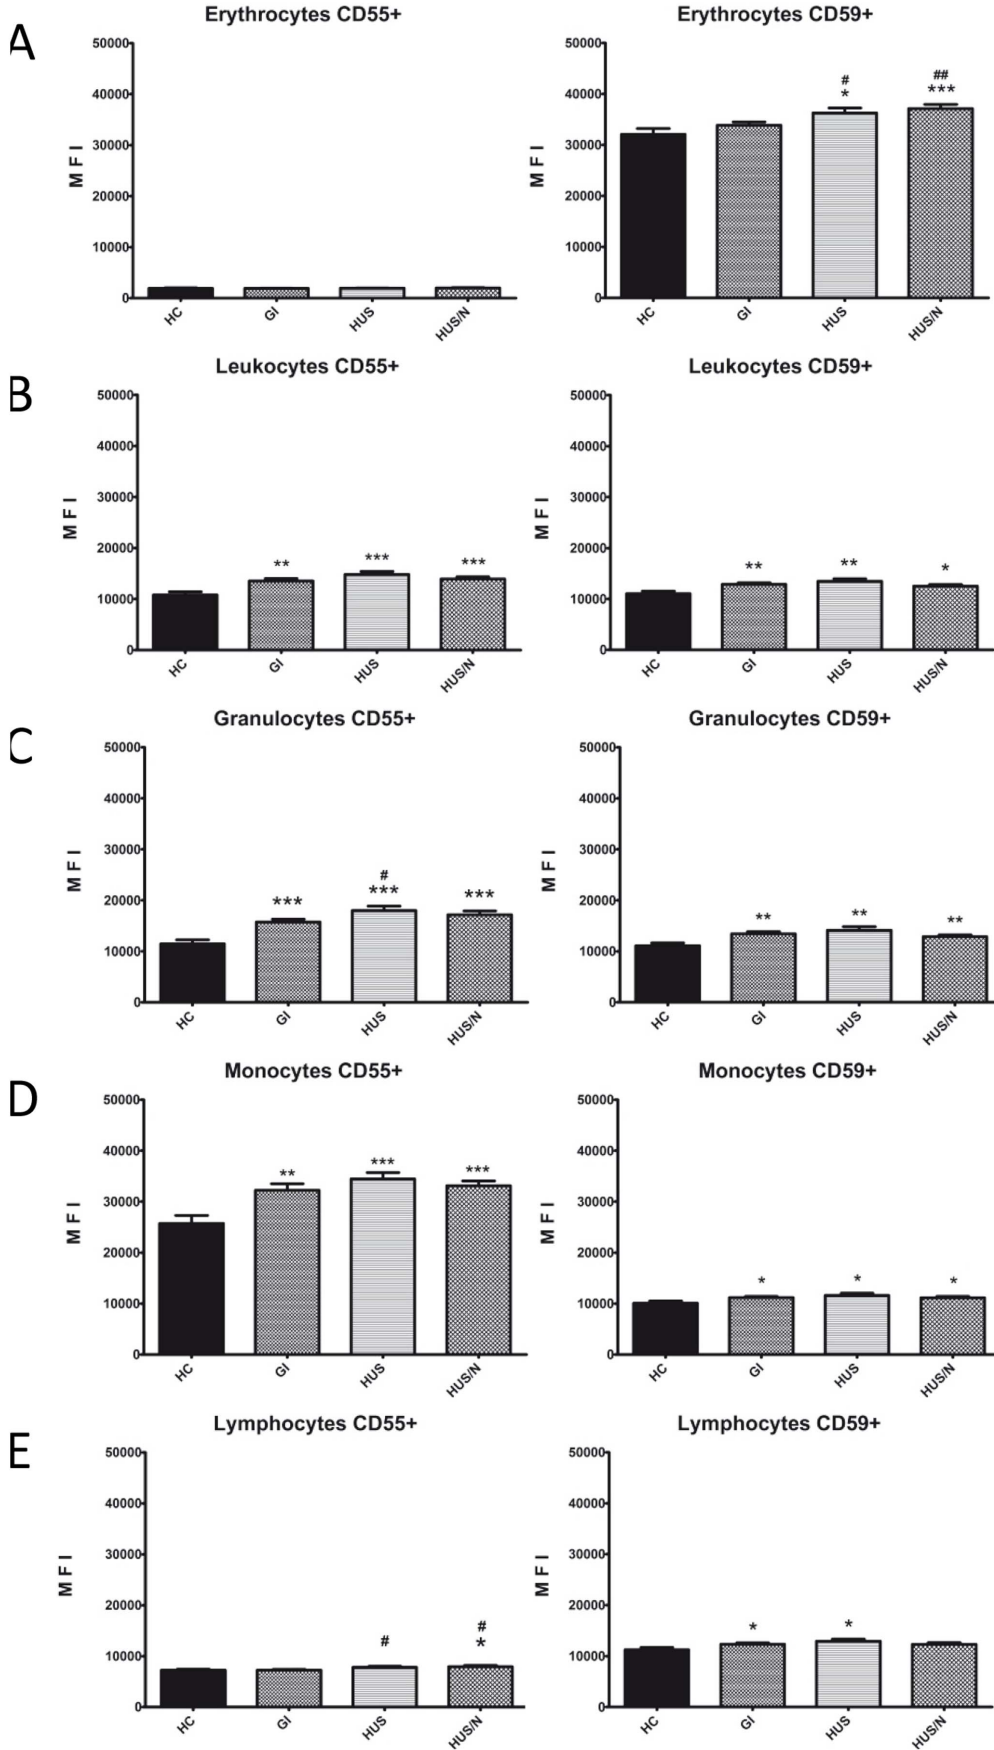 A
Erythrocytes CD55+
50000
40000
30000
20000
10000
0
M F I
HC
GI
HUS
HUS/N
Erythrocytes CD59+
50000
40000
30000
20000
10000
0
M F I
#
*
##
***
HC
GI
HUS
HUS/N
B
Leukocytes CD55+
50000
40000
30000
20000
10000
0
M F I
**
***
***
HC
GI
HUS
HUS/N
Leukocytes CD59+
50000
40000
30000
20000
10000
0
M F I
**
**
*
HC
GI
HUS
HUS/N
C
Granulocytes CD55+
50000
40000
30000
20000
10000
0
M F I
***
#
***
***
HC
GI
HUS
HUS/N
Granulocytes CD59+
50000
40000
30000
20000
10000
0
M F I
**
**
**
HC
GI
HUS
HUS/N
D
Monocytes CD55+
50000
40000
30000
20000
10000
0
M F I
**
***
***
HC
GI
HUS
HUS/N
Monocytes CD59+
50000
40000
30000
20000
10000
0
M F I
*
*
*
HC
GI
HUS
HUS/N
E
Lymphocytes CD55+
50000
40000
30000
20000
10000
0
M F I
#
#
*
HC
GI
HUS
HUS/N
Lymphocytes CD59+
50000
40000
30000
20000
10000
0
M F I
*
*
HC
GI
HUS
HUS/N